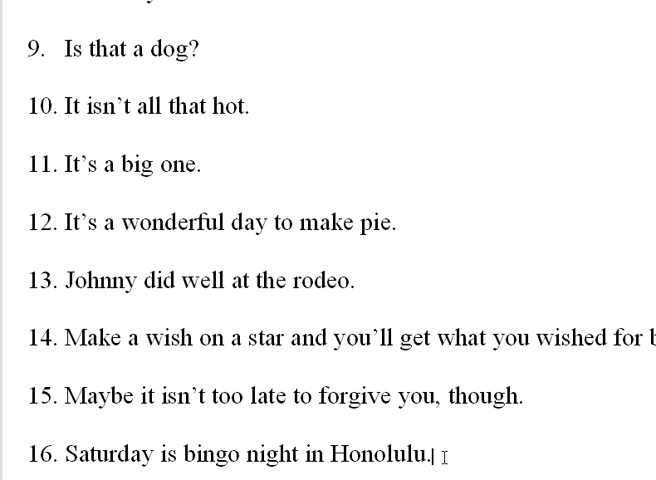 9. Is that a dog?
10. It isn’t all that hot.
11. It’s a big one.
12. It’s a wonderful day to make pie.
13. Johnny did well at the rodeo.
14. Make a wish on a star and you’ll get what you wished for
15. Maybe it isn’t too late to forgive you, though.
16. Saturday is bingo night in Honolulu.